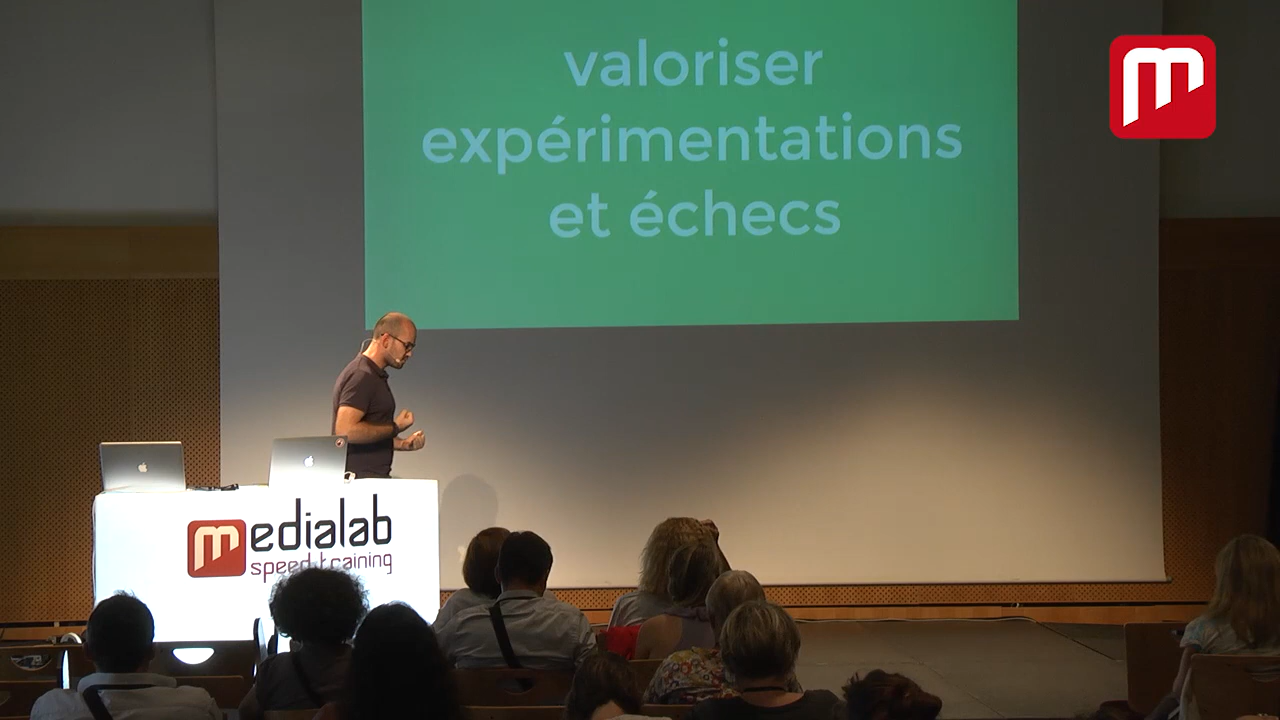 valoriser
expérimentations
et échecs
medialab
speed training